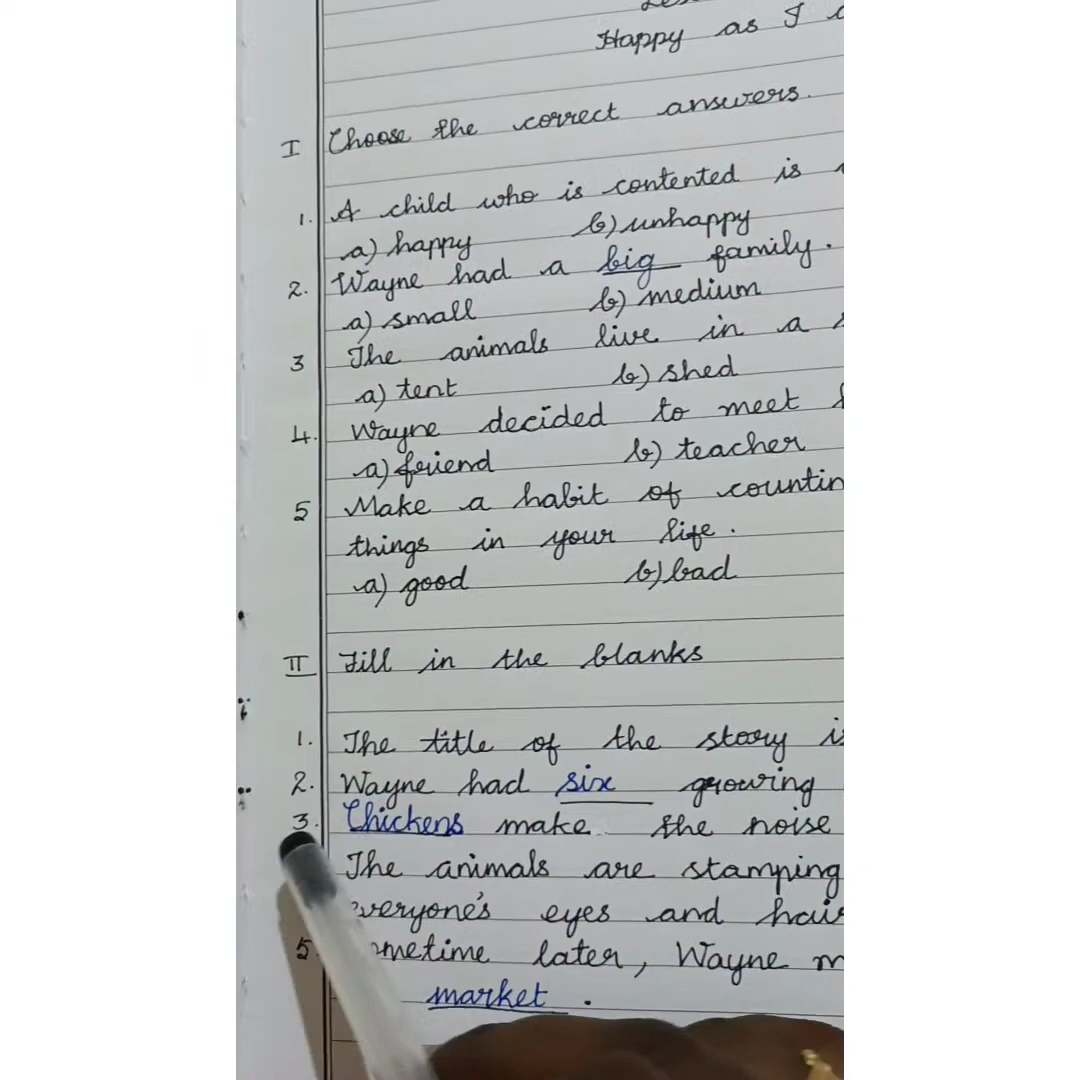 Happy as I
I Choose the correct answers.
1. A child who is contented is
a) happy b) unhappy
2. Wayne had a big family.
a) small b) medium
3 The animals live in a
a) tent b) shed
4. Wayne decided to meet
a) friend b) teacher
5 Make a habit of countin
things in your life.
a) good b) bad
II Fill in the blanks
1. The title of the story is
2. Wayne had six growing
3. Chickens make the noise
The animals are stamping
everyone's eyes and hair
5 ometime later, Wayne m
market.